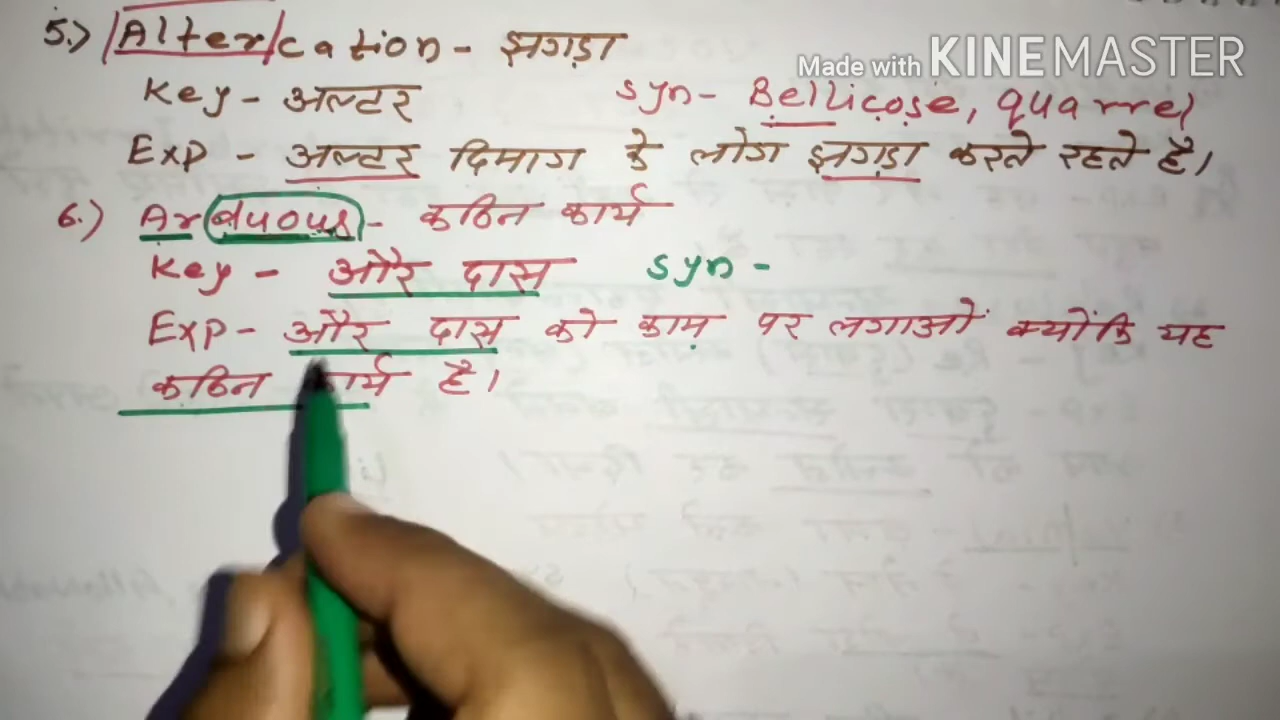 5.) Altercation - झगड़ा
Made with KINEMASTER
Key - अल्टर syn - Bellicose, quarrel
Exp - अल्टर दिमाग के लोग झगड़ा करते रहते है।
6.) Arduous - कठिन कार्य
Key - और दास syn -
Exp - और दास को काम पर लगाओं क्योंकि यह
कठिन कार्य है।